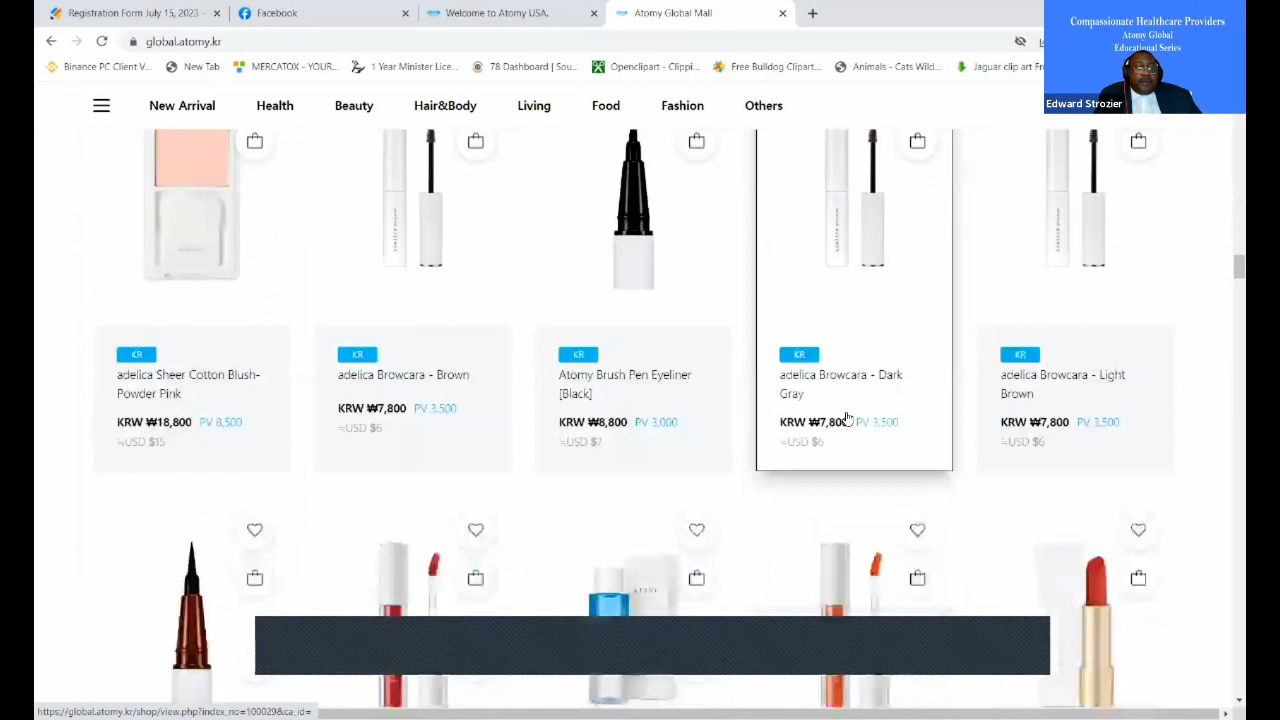 Registration Form July 15, 2023 -
Facebook
Welcome to Atomy USA.
Atomy Global Mall
global.atomy.kr
Binance PC Client V...
New Tab
MERCATOX - YOUR...
1 Year Minister Lice...
78 Dashboard | Sou...
Openclipart - Clippi...
Free Bulldog Clipart...
Animals - Cats Wild...
Jaguar clip art Fr
Compassionate Healthcare Providers
Atomy Global
Educational Series
Edward Strozier
New Arrival
Health
Beauty
Hair&Body
Living
Food
Fashion
Others
KR
adelica Sheer Cotton Blush-
Powder Pink
KRW ₩18,800 PV 8,500
≒USD $15
KR
adelica Browcara - Brown
KRW ₩7,800 PV 3,500
≒USD $6
KR
Atomy Brush Pen Eyeliner
[Black]
KRW ₩8,800 PV 3,000
≒USD $7
KR
adelica Browcara - Dark
Gray
KRW ₩7,800 PV 3,500
≒USD $6
KR
adelica Browcara - Light
Brown
KRW ₩7,800 PV 3,500
≒USD $6
https://global.atomy.kr/shop/view.php?index_no=100029&ca_id=